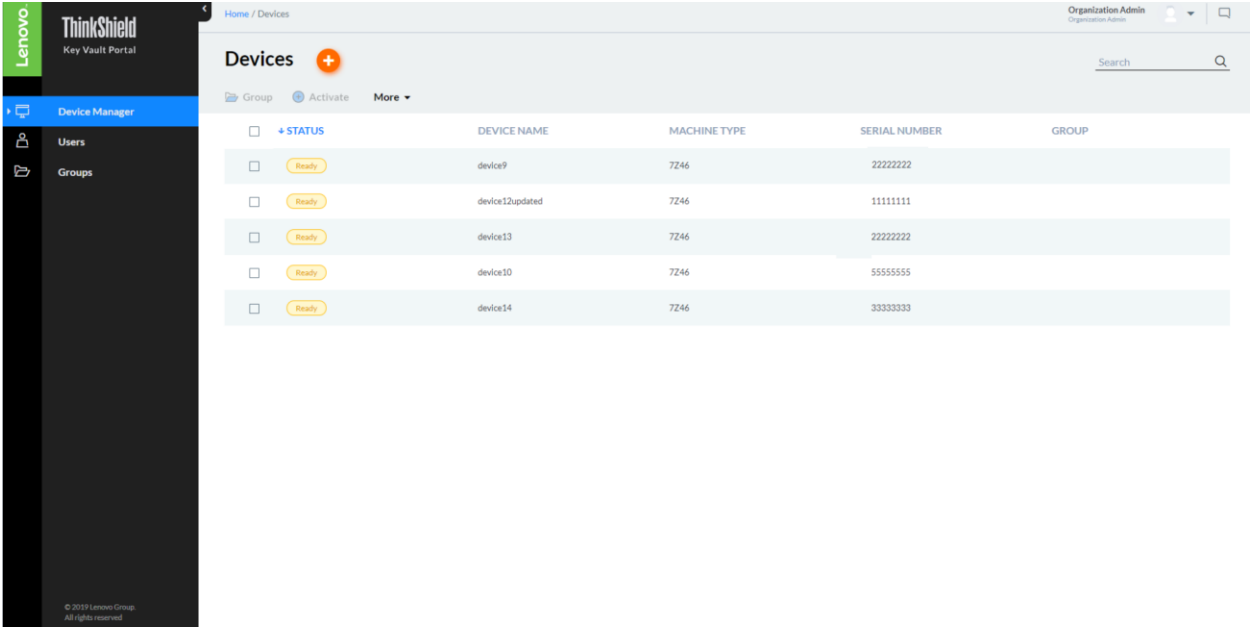 Lenovo.
ThinkShield
Key Vault Portal
Home / Devices
Organization Admin
Organization Admin
Devices
Search
Group Activate More
Device Manager
Users
Groups
STATUS DEVICE NAME MACHINE TYPE SERIAL NUMBER GROUP
Ready device9 7Z46 22222222
Ready device12updated 7Z46 11111111
Ready device13 7Z46 22222222
Ready device10 7Z46 55555555
Ready device14 7Z46 33333333
© 2019 Lenovo Group.
All rights reserved